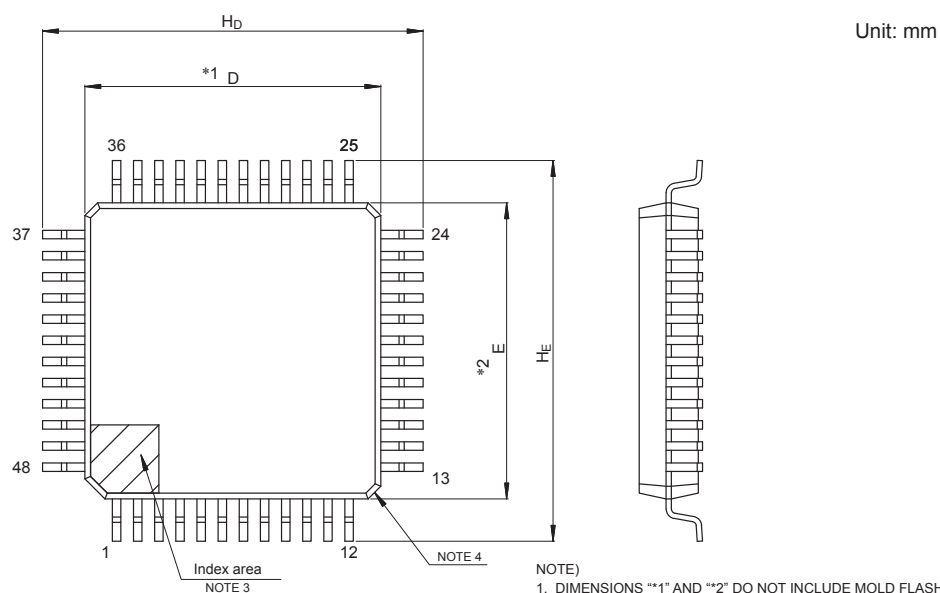 HD
Unit: mm
*1 D
36
25
37
24
*2 E
HE
48
13
1
12
NOTE 4
Index area
NOTE 3
NOTE)
1. DIMENSIONS “*1” AND “*2” DO NOT INCLUDE MOLD FLASH